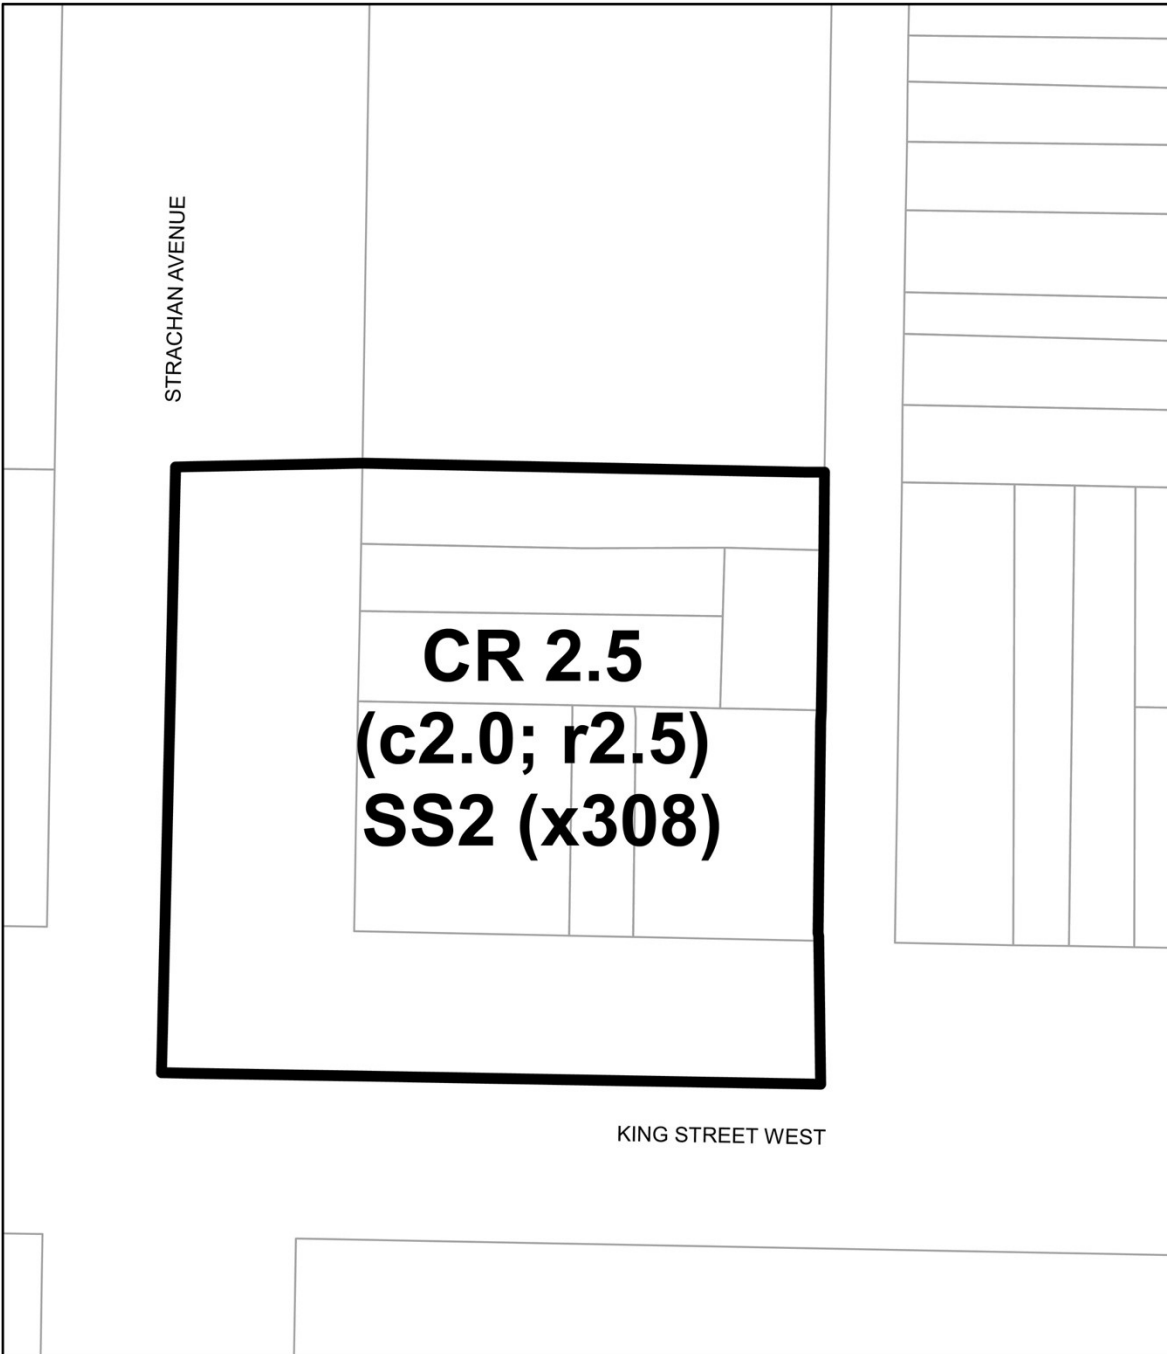 STRACHAN AVENUE
CR 2.5
(c2.0; r2.5)
SS2 (x308)
KING STREET WEST